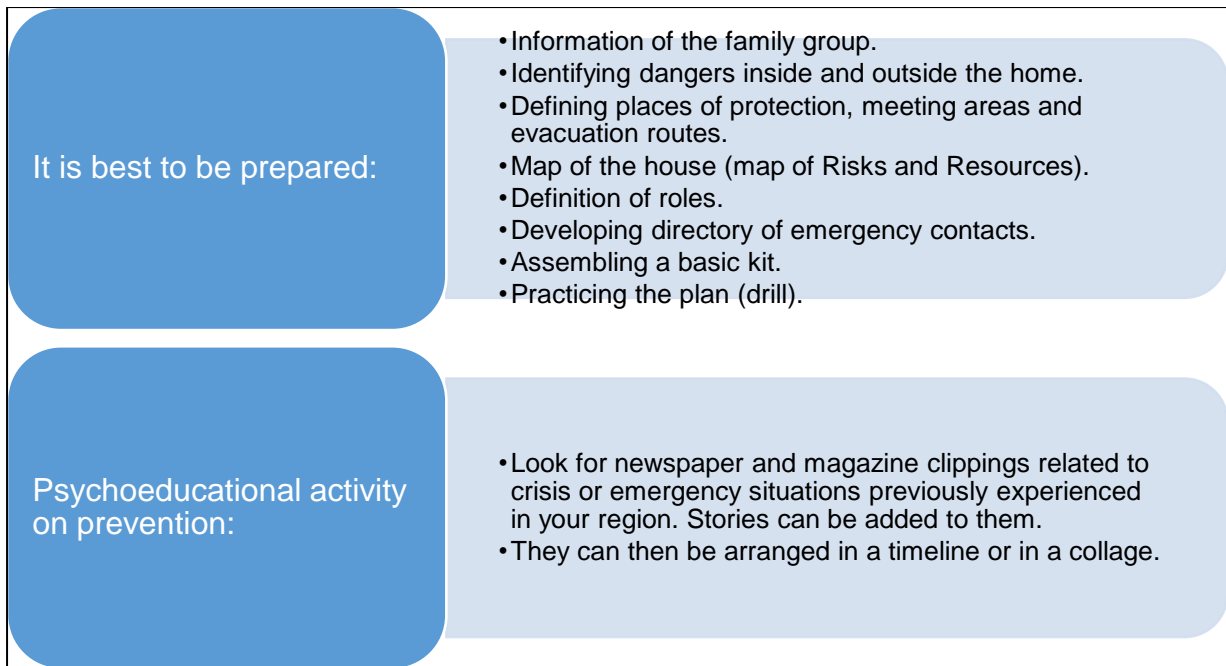 It is best to be prepared:
•Information of the family group.
•Identifying dangers inside and outside the home.
•Defining places of protection, meeting areas and
evacuation routes.
•Map of the house (map of Risks and Resources).
•Definition of roles.
•Developing directory of emergency contacts.
•Assembling a basic kit.
•Practicing the plan (drill).
Psychoeducational activity
on prevention:
•Look for newspaper and magazine clippings related to
crisis or emergency situations previously experienced
in your region. Stories can be added to them.
•They can then be arranged in a timeline or in a collage.